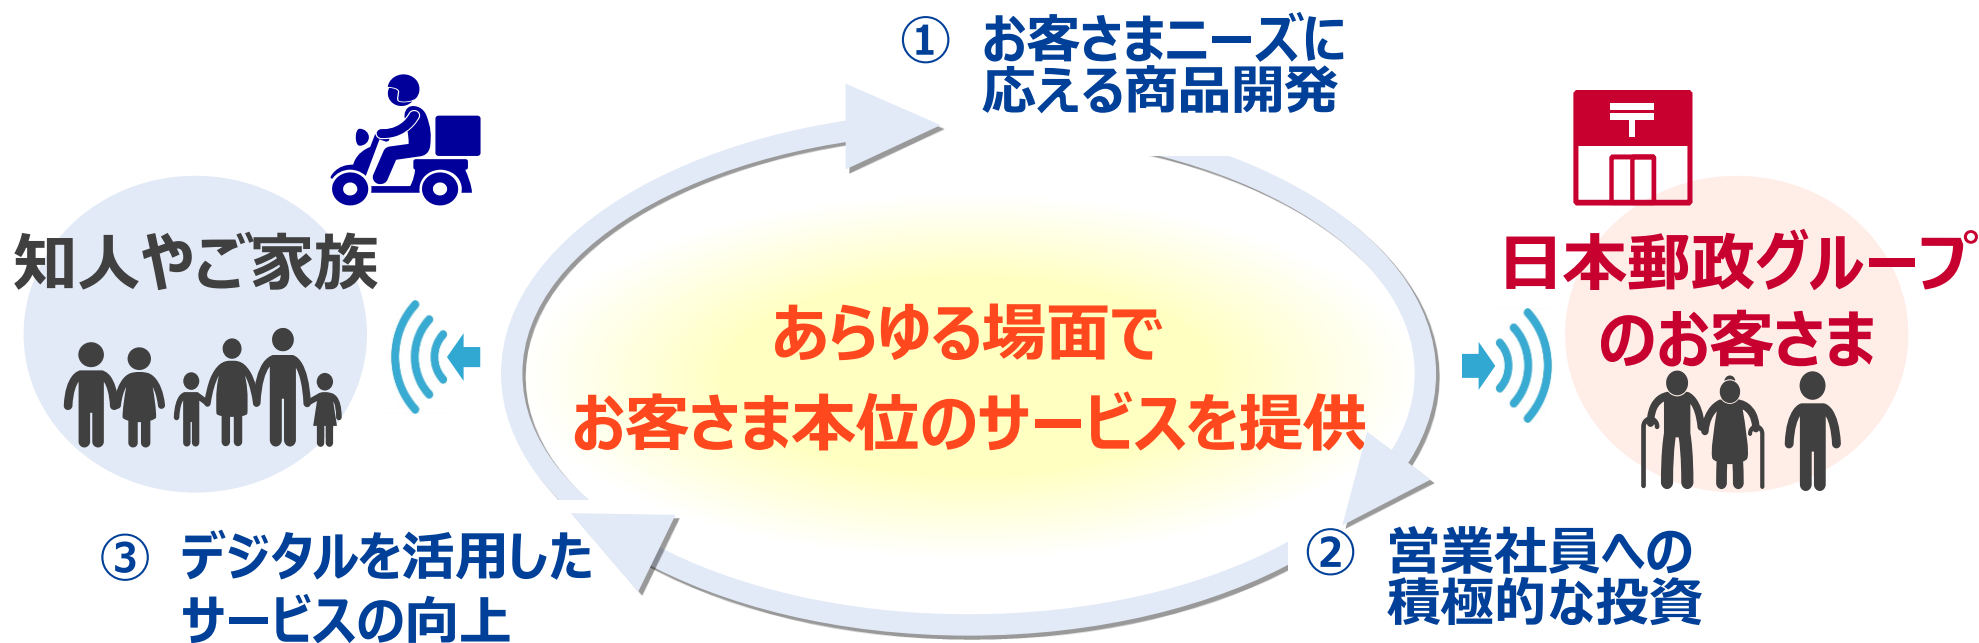 ① お客さまニーズに
応える商品開発
知人やご家族
日本郵政グループ
のお客さま
あらゆる場面で
お客さま本位のサービスを提供
② 営業社員への
積極的な投資
③ デジタルを活用した
サービスの向上